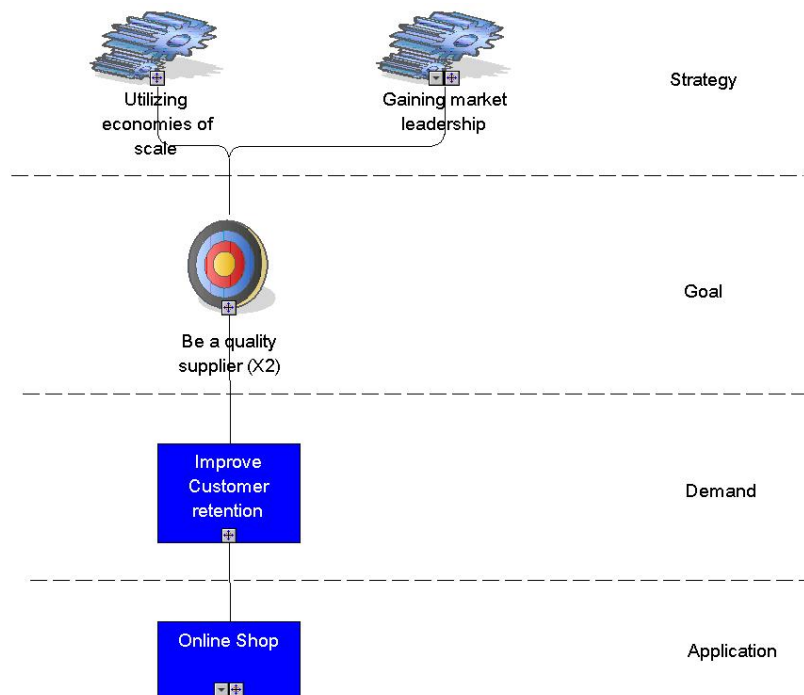 Utilizing
economies of
scale
Gaining market
leadership
Strategy
Be a quality
supplier (X2)
Goal
Improve
Customer
retention
Demand
Online Shop
Application